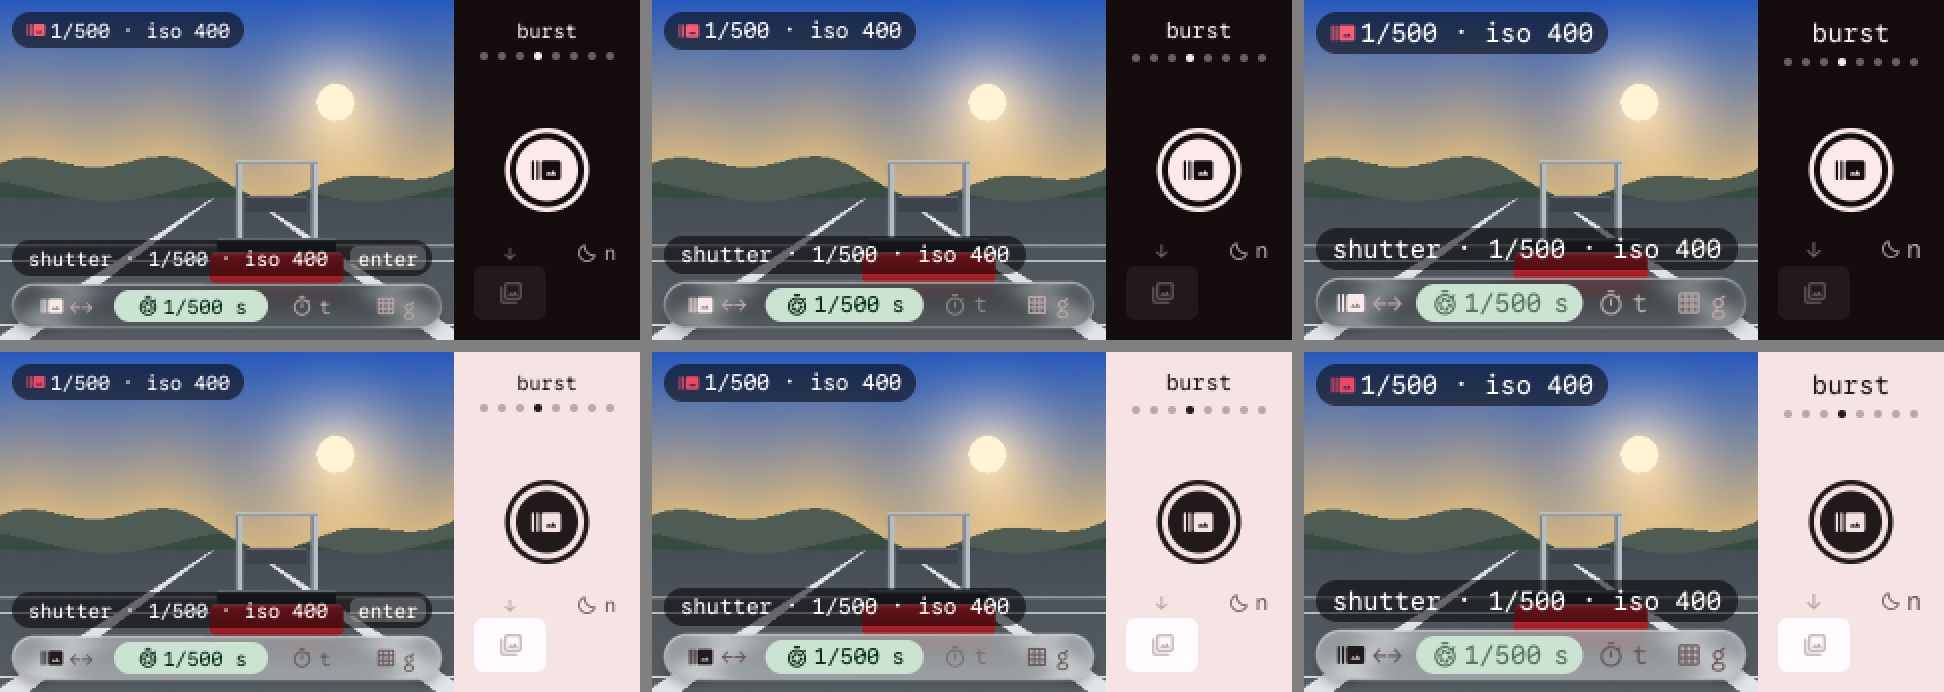 1/500 · iso 400
burst
n
shutter · 1/500 · iso 400 enter
1/500 s t g
1/500 · iso 400
burst
n
shutter · 1/500 · iso 400
1/500 s t g
1/500 · iso 400
burst
n
shutter · 1/500 · iso 400
1/500 s t g
1/500 · iso 400
burst
n
shutter · 1/500 · iso 400 enter
1/500 s t g
1/500 · iso 400
burst
n
shutter · 1/500 · iso 400
1/500 s t g
1/500 · iso 400
burst
n
shutter · 1/500 · iso 400
1/500 s t g